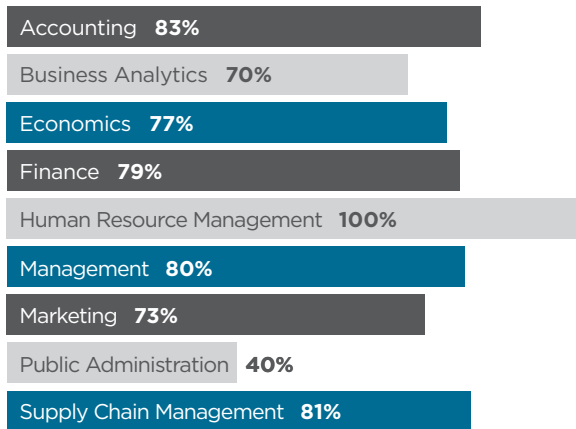 Accounting 83%
Business Analytics 70%
Economics 77%
Finance 79%
Human Resource Management 100%
Management 80%
Marketing 73%
Public Administration 40%
Supply Chain Management 81%